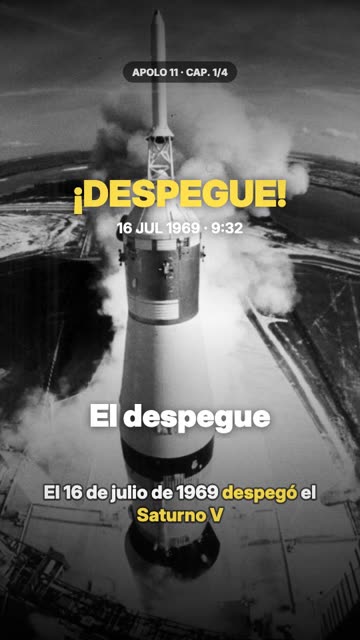 APOLO 11 · CAP. 1/4
¡DESPEGUE!
16 JUL 1969 · 9:32
El despegue
El 16 de julio de 1969 despegó el
Saturno V